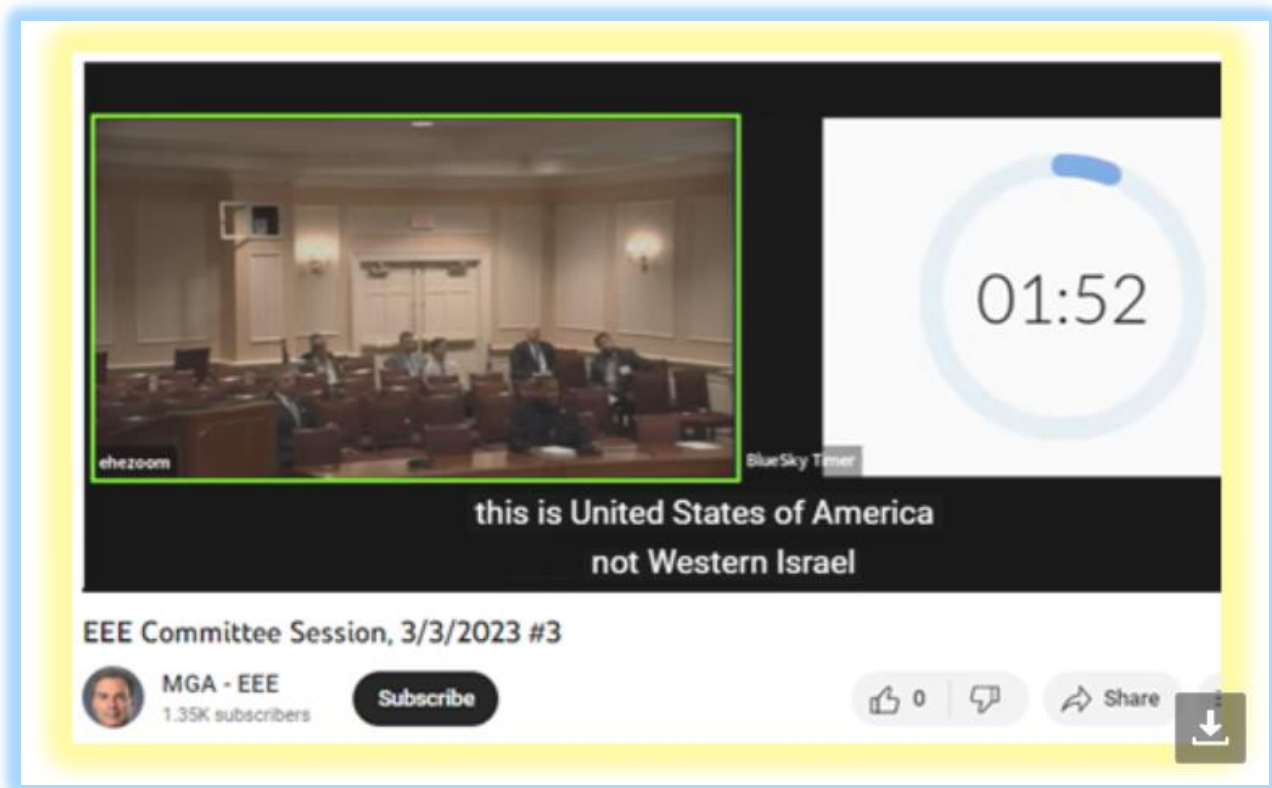 01:52
ehezoom
BlueSky Timer
this is United States of America
not Western Israel
EEE Committee Session, 3/3/2023 #3
MGA - EEE
1.35K subscribers
Subscribe
0
Share